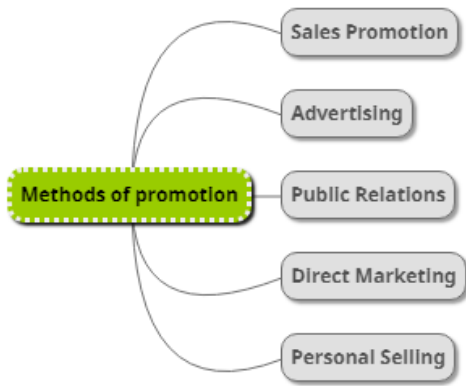 Sales Promotion
Advertising
Methods of promotion
Public Relations
Direct Marketing
Personal Selling